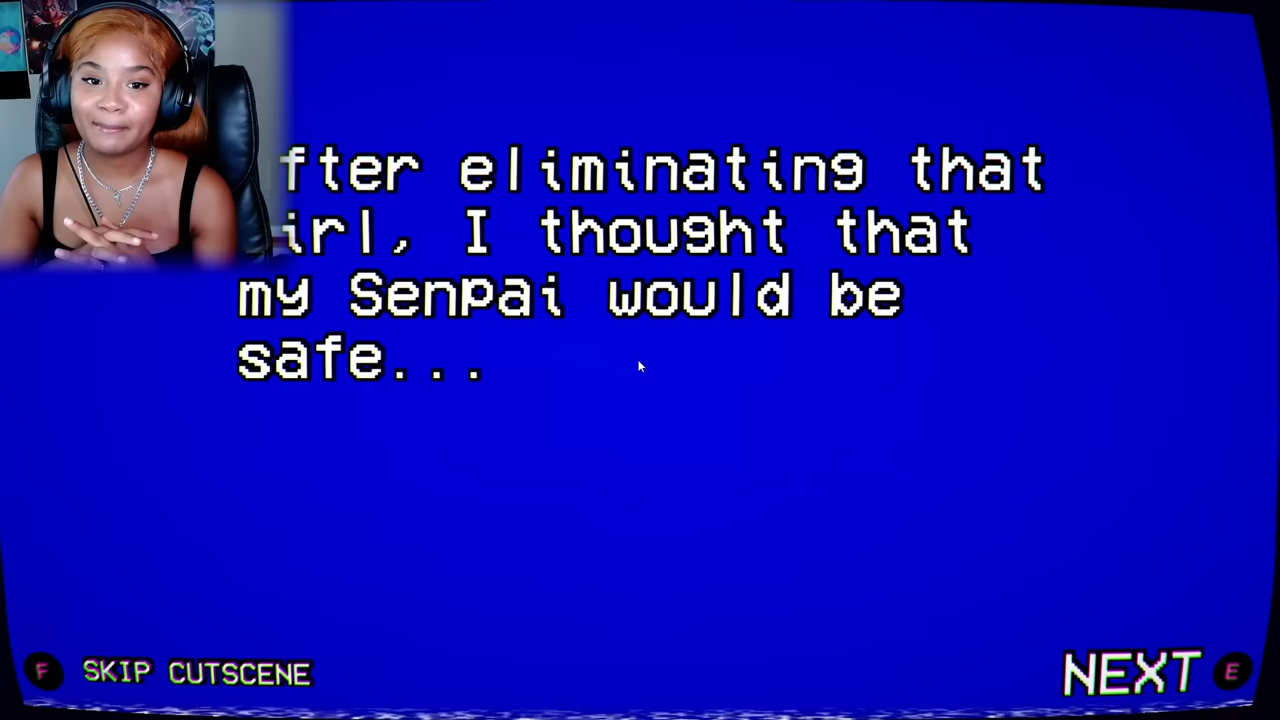 fter eliminating that
irl, I thought that
my Senpai would be
safe...
F SKIP CUTSCENE
NEXT E